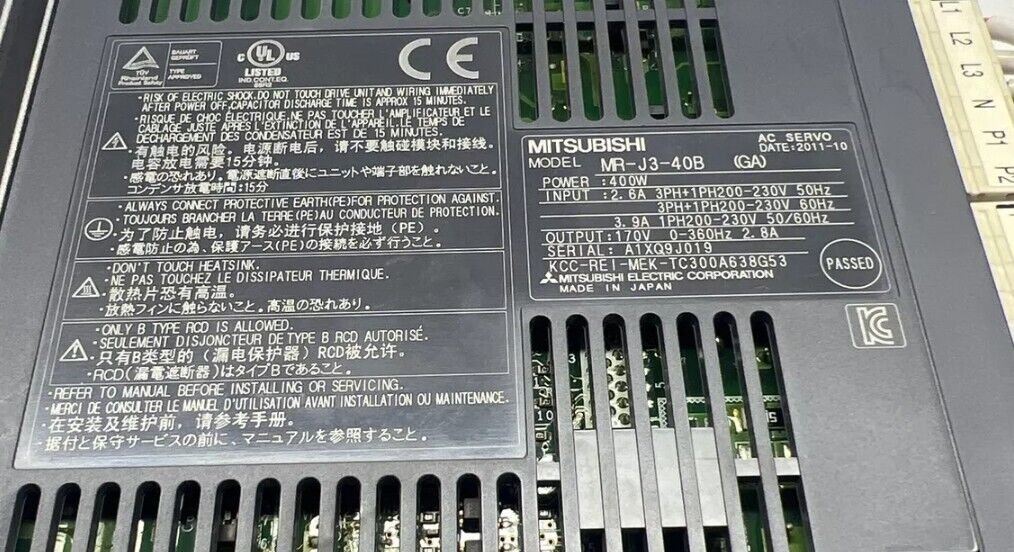 TÜV
Rheinland
Product Safety
BAUART
GEPRÜFT
TYPE
APPROVED
C UL US
LISTED
IND.CONT.EQ.
CE
・RISK OF ELECTRIC SHOCK.DO NOT TOUCH DRIVE UNIT AND WIRING IMMEDIATELY
AFTER POWER OFF,CAPACITOR DISCHARGE TIME IS APPROX 15 MINUTES.
・RISQUE DE CHOC ÉLECTRIQUE.NE PAS TOUCHER L'AMPLIFICATEUR ET LE
CABLAGE JUSTE APRÈS L'EXTINCTION DE L'APPAREIL.LE TEMPS DE
DÉCHARGEMENT DES CONDENSATEUR EST DE 15 MINUTES.
・有触电的风险。电源断电后，请不要触碰模块和接线。
电容放电需要15分钟。
・感電の恐れあり。電源遮断直後にユニットや端子部を触れないこと。
コンデンサ放電時間:15分
・ALWAYS CONNECT PROTECTIVE EARTH(PE)FOR PROTECTION AGAINST.
・TOUJOURS BRANCHER LA TERRE(PE)AU CONDUCTEUR DE PROTECTION.
・为了防止触电，请务必进行保护接地（PE）.
・感電防止の為、保護アース(PE)の接続を必ず行う事。
・DON'T TOUCH HEATSINK.
・NE PAS TOUCHEZ LE DISSIPATEUR THERMIQUE.
・散热片恐有高温。
・放熱フィンに触らないること。高温の恐れあり。
・ONLY B TYPE RCD IS ALLOWED.
・SEULEMENT DISJONCTEUR DE TYPE B RCD AUTORISÉ
・只有B类型的（漏电保护器）RCD被允许。
・RCD(漏電遮断器)はタイプBであること。
・REFER TO MANUAL BEFORE INSTALLING OR SERVICING.
・MERCI DE CONSULTER LE MANUEL D'UTILISATION AVANT INSTALLATION OU MAINTENANCE.
・在安装及维护前，请参考手册.
・据付と保守サービスの前に、マニュアルを参照すること。
MITSUBISHI
AC SERVO
DATE:2011-10
MODEL MR-J3-40B (GA)
POWER :400W
INPUT :2.6A 3PH+1PH200-230V 50Hz
3PH+1PH200-230V 60Hz
3.9A 1PH200-230V 50/60Hz
OUTPUT:170V 0-360Hz 2.8A
SERIAL: A1XQ9J019
KCC-REI-MEK-TC300A638G53
PASSED
MITSUBISHI ELECTRIC CORPORATION
MADE IN JAPAN
L1
L2
L3
N
P1
P2
10